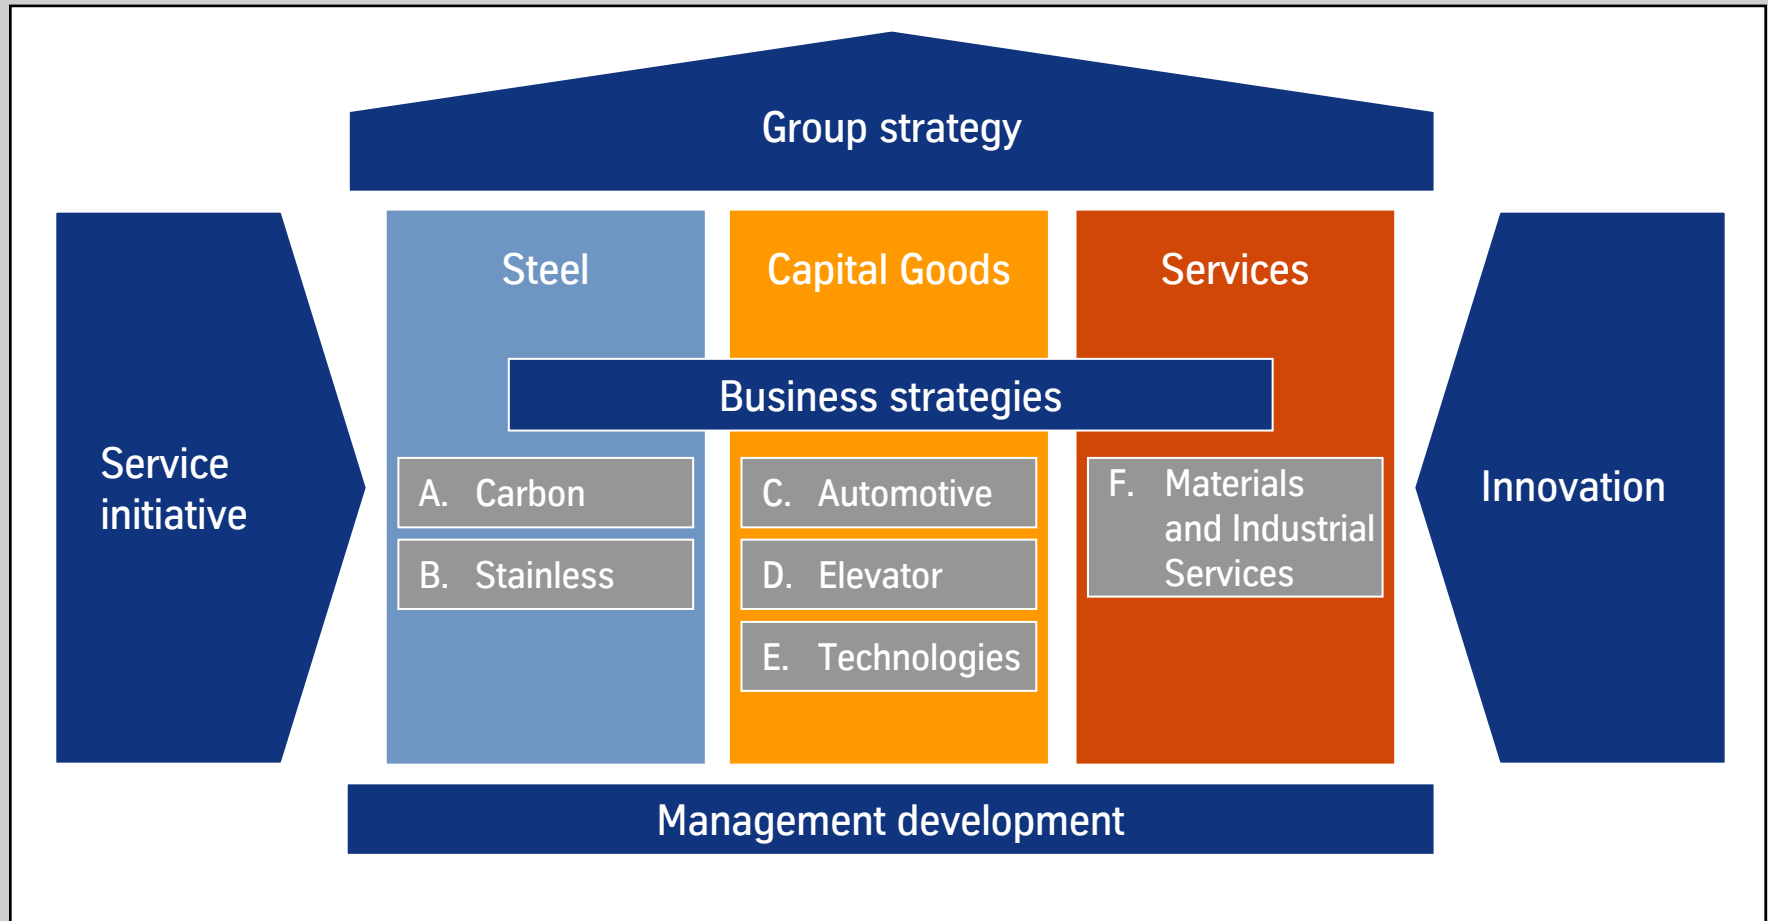 Group strategy
Steel
Capital Goods
Services
Business strategies
Service
initiative
A. Carbon
B. Stainless
C. Automotive
D. Elevator
E. Technologies
F. Materials
and Industrial
Services
Innovation
Management development